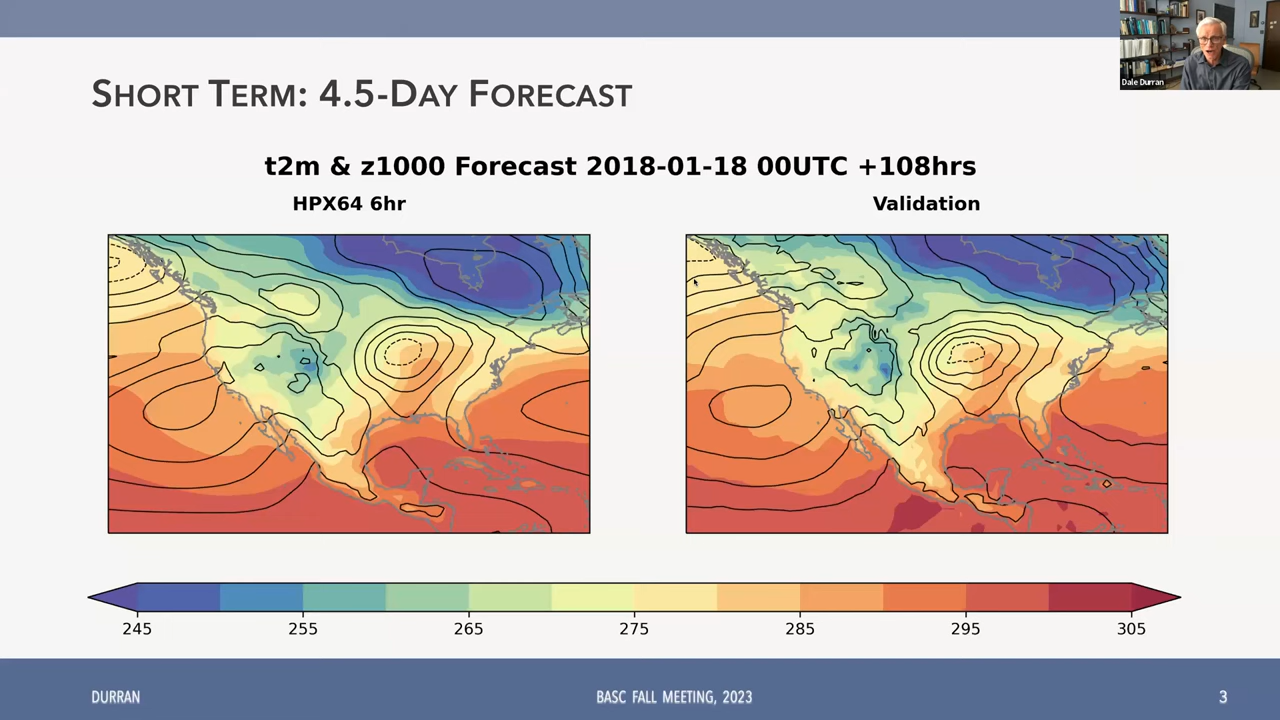 Dale Durran
SHORT TERM: 4.5-DAY FORECAST
t2m & z1000 Forecast 2018-01-18 00UTC +108hrs
HPX64 6hr
Validation
245 255 265 275 285 295 305
DURRAN
BASC FALL MEETING, 2023
3